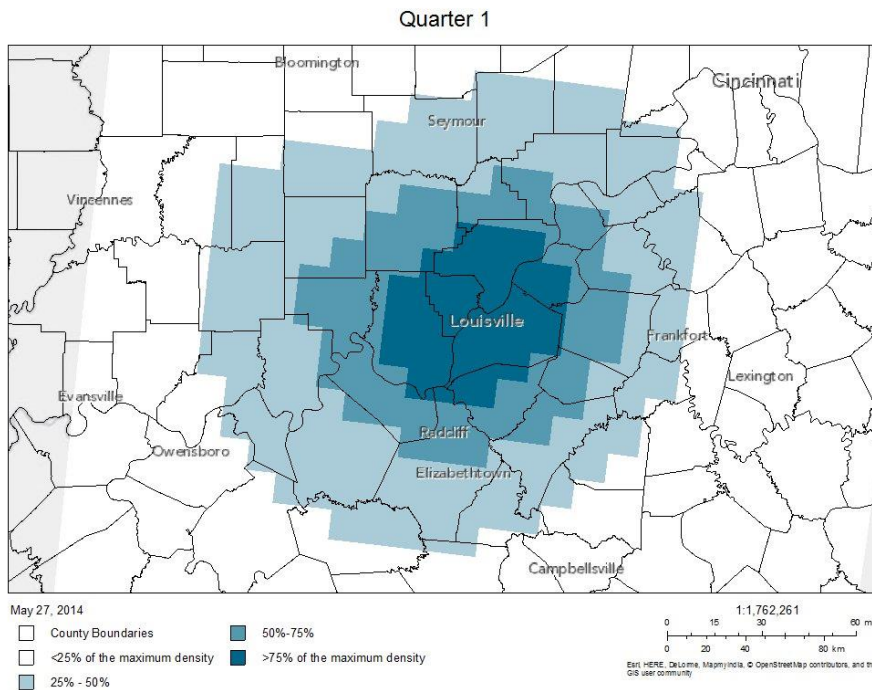 Quarter 1
Bloomington
Cincinnati
Seymour
Vincennes
Louisville
Frankfort
Lexington
Evansville
Radcliff
Owensboro
Elizabethtown
Campbellsville
May 27, 2014
1:1,762,261
County Boundaries
50%-75%
0 15 30 60 m
<25% of the maximum density
>75% of the maximum density
0 20 40 80 km
25% - 50%
Esri, HERE, DeLorme, MapmyIndia, © OpenStreetMap contributors, and th
GIS user community